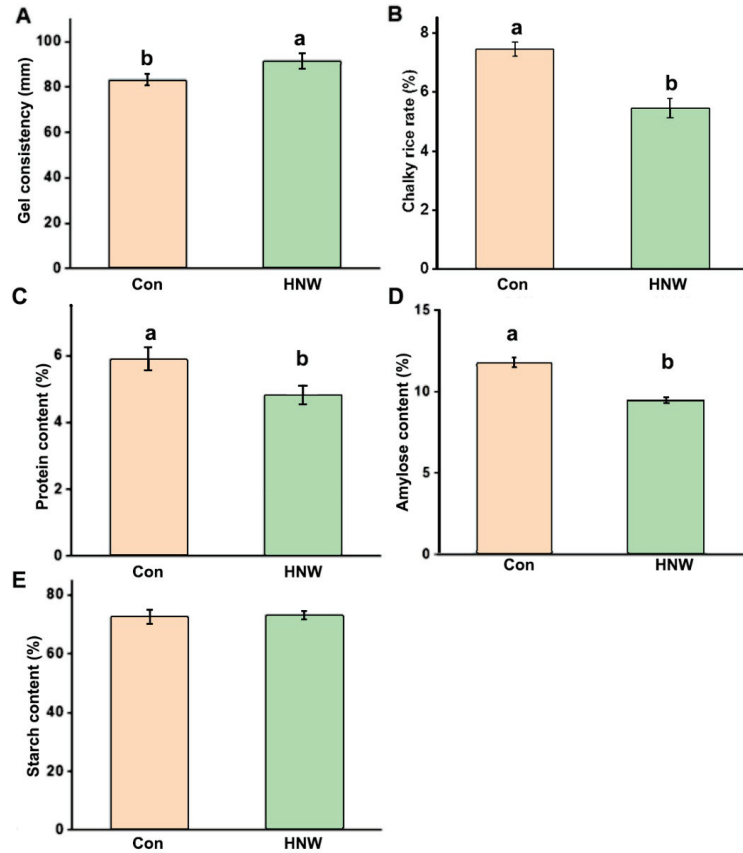 A
Gel consistency (mm)
100
80
60
40
20
0
b
a
Con
HNW
B
Chalky rice rate (%)
8
6
4
2
0
a
b
Con
HNW
C
Protein content (%)
6
4
2
0
a
b
Con
HNW
D
Amylose content (%)
15
10
5
0
a
b
Con
HNW
E
Starch content (%)
80
60
40
20
0
Con
HNW